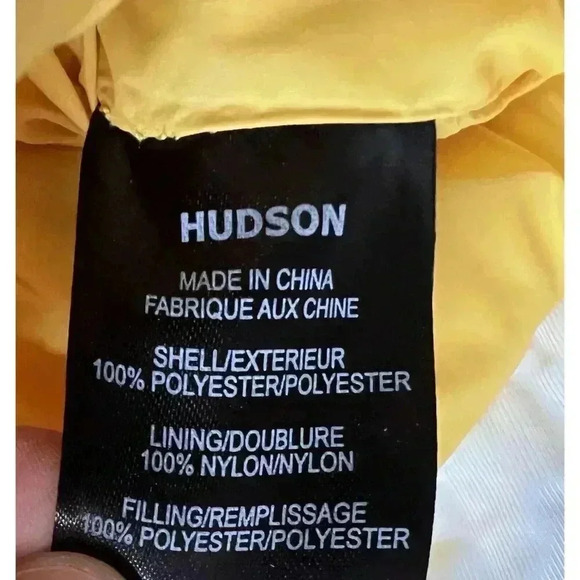 HUDSON
MADE IN CHINA
FABRIQUE AUX CHINE
SHELL/EXTERIEUR
100% POLYESTER/POLYESTER
LINING/DOUBLURE
100% NYLON/NYLON
FILLING/REMPLISSAGE
100% POLYESTER/POLYESTER